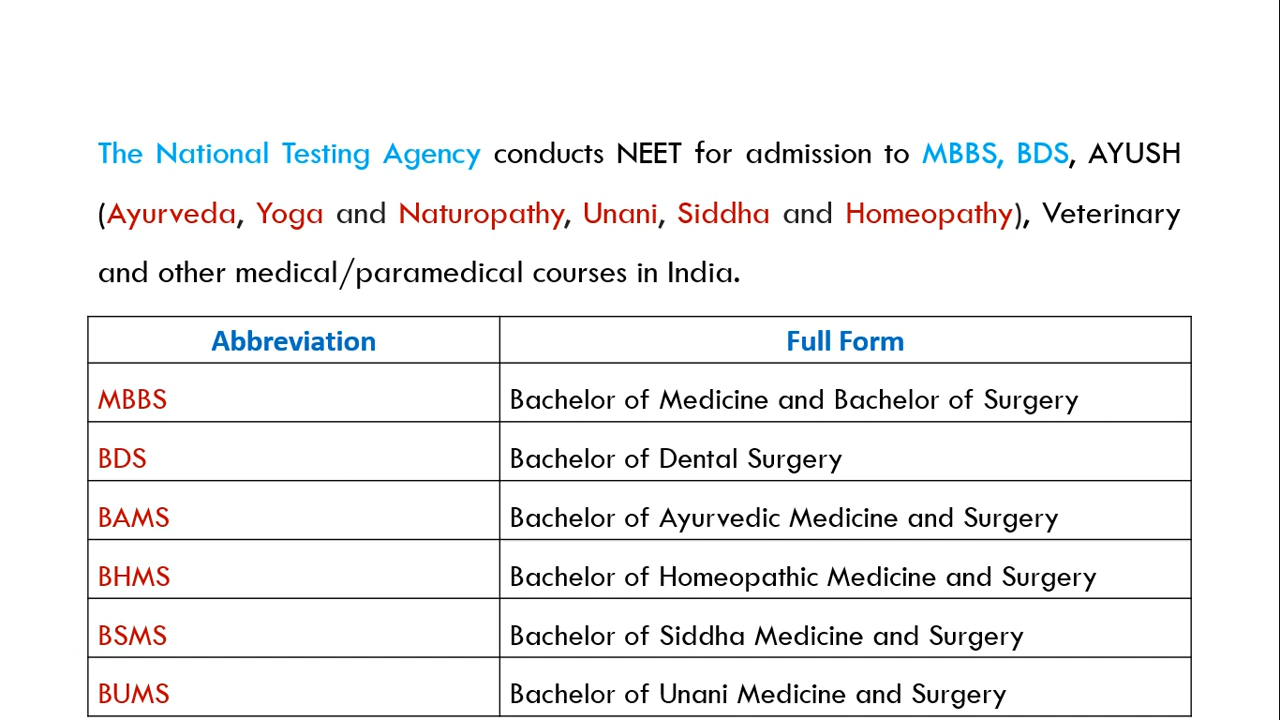 The National Testing Agency conducts NEET for admission to MBBS, BDS, AYUSH
(Ayurveda, Yoga and Naturopathy, Unani, Siddha and Homeopathy), Veterinary
and other medical/paramedical courses in India.
Abbreviation Full Form
MBBS Bachelor of Medicine and Bachelor of Surgery
BDS Bachelor of Dental Surgery
BAMS Bachelor of Ayurvedic Medicine and Surgery
BHMS Bachelor of Homeopathic Medicine and Surgery
BSMS Bachelor of Siddha Medicine and Surgery
BUMS Bachelor of Unani Medicine and Surgery